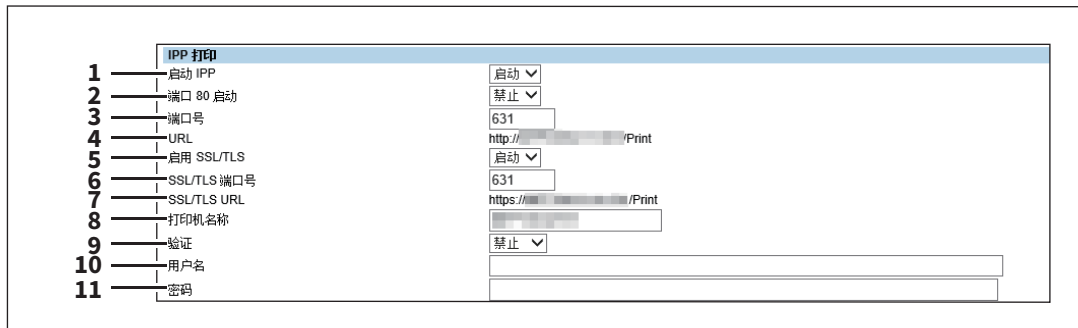 IPP 打印
1 启动 IPP 启动
2 端口 80 启动 禁止
3 端口号 631
4 URL http:// /Print
5 启用 SSL/TLS 启动
6 SSL/TLS 端口号 631
7 SSL/TLS URL https:// /Print
8 打印机名称
9 验证 禁止
10 用户名
11 密码